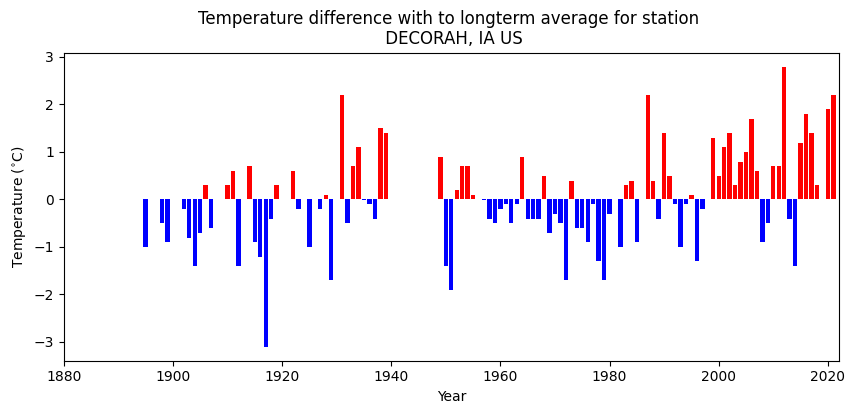 Temperature difference with to longterm average for station
DECORAH, IA US
Temperature (°C)
3
2
1
0
−1
−2
−3
1880 1900 1920 1940 1960 1980 2000 2020
Year